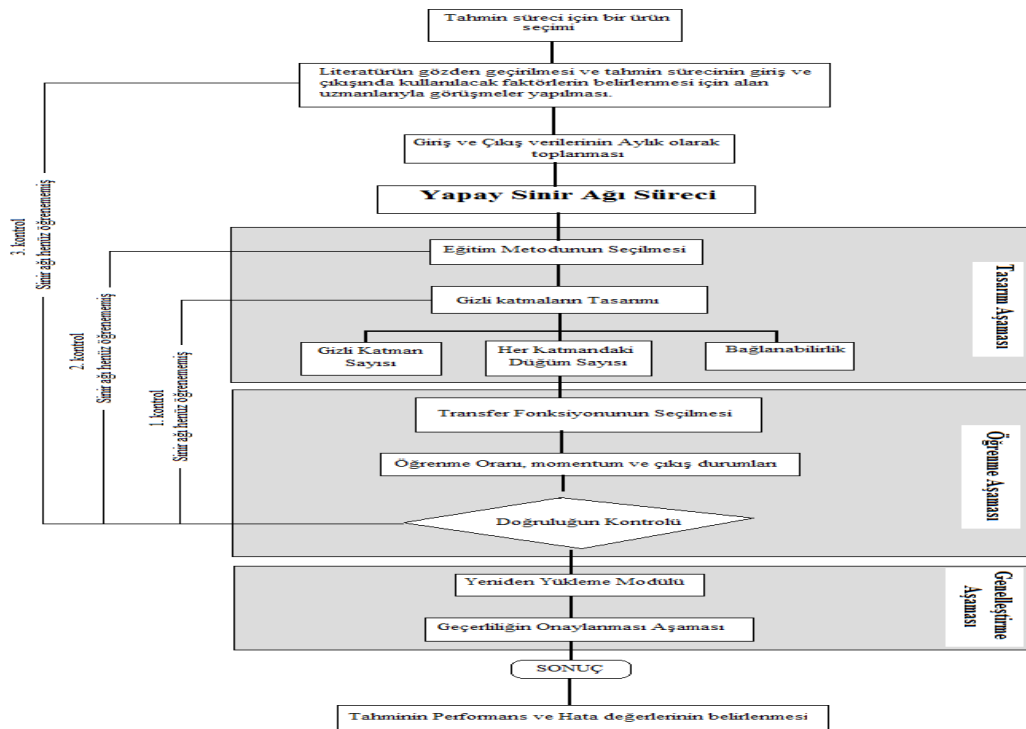 Tahmin süreci için bir ürün
seçimi
Literatürün gözden geçirilmesi ve tahmin sürecinin giriş ve
çıkışında kullanılacak faktörlerin belirlenmesi için alan
uzmanlarıyla görüşmeler yapılması.
Giriş ve Çıkış verilerinin Aylık olarak
toplanması
Yapay Sinir Ağı Süreci
Eğitim Metodunun Seçilmesi
Gizli katmaların Tasarımı
Gizli Katman
Sayısı
Her Katmandaki
Düğüm Sayısı
Bağlanabilirlik
Tasarım Aşaması
Transfer Fonksiyonunun Seçilmesi
Öğrenme Oranı, momentum ve çıkış durumları
Doğruluğun Kontrolü
Öğrenme Aşaması
3. kontrol
Sinir ağı henüz öğrenememiş
2. kontrol
Sinir ağı henüz öğrenememiş
1. kontrol
Sinir ağı henüz öğrenememiş
Yeniden Yükleme Modülü
Geçerliliğin Onaylanması Aşaması
Genelleştirme
Aşaması
SONUÇ
Tahminin Performans ve Hata değerlerinin belirlenmesi